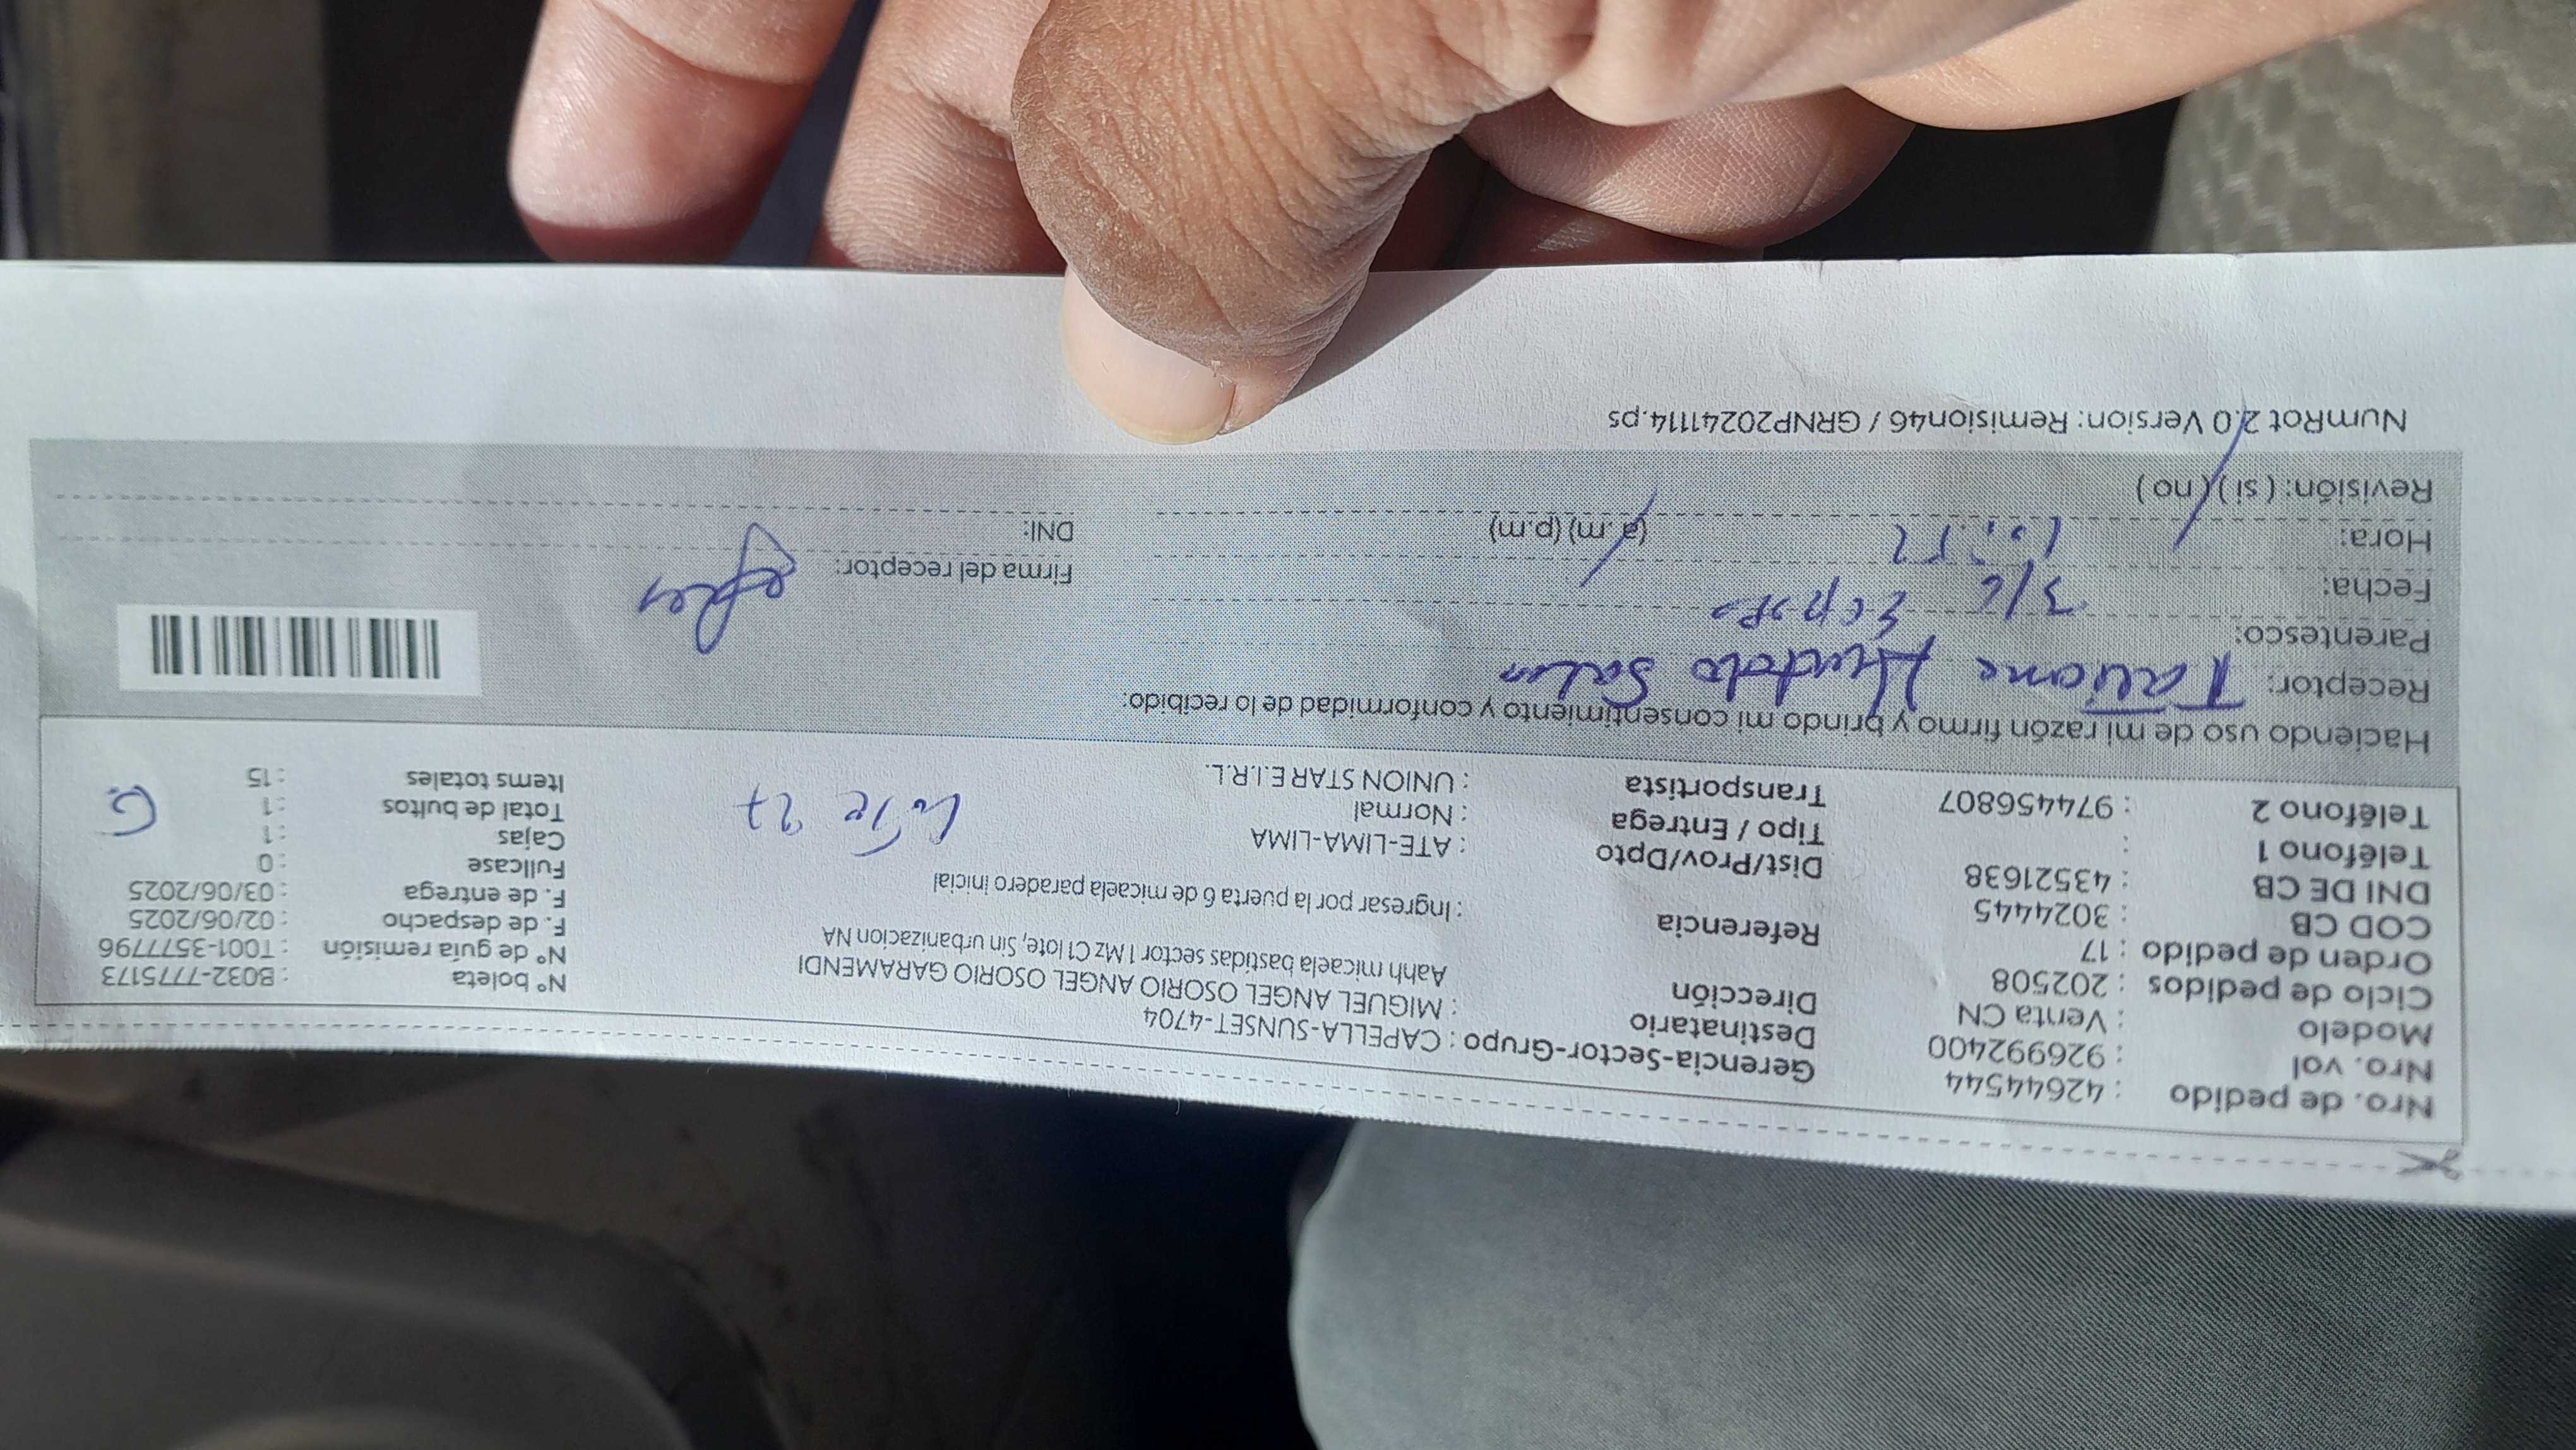 Nro. de pedido : 42644544
Nro. vol : 926992400
Modelo : Venta CN
Ciclo de pedidos : 202508
Orden de pedido : 17
COD CB : 3024445
DNI DE CB : 43521638
Teléfono 1 :
Teléfono 2 : 974456807
Gerencia-Sector-Grupo : CAPELLA-SUNSET-4704
Destinatario : MIGUEL ANGEL OSORIO ANGEL OSORIO GARAMENDI
Dirección Aahh micaela bastidas sector 1 Mz C1 lote, Sin urbanizacion NA
Referencia : Ingresar por la puerta 6 de micaela paradero inicial
Dist/Prov/Dpto : ATE-LIMA-LIMA
Tipo / Entrega : Normal
Transportista : UNION STAR E.I.R.L.
Lote 27
Nº boleta : B032-7775173
Nº de guía remisión : T001-3577796
F. de despacho : 02/06/2025
F. de entrega : 03/06/2025
Fullcase : 0
Cajas : 1
Total de bultos : 1
Items totales : 15
Haciendo uso de mi razón firmo y brindo mi consentimiento y conformidad de lo recibido:
Receptor: Hurtado
Parentesco: Esposo
Fecha: 3/6
Hora: (a.m) (p.m)
Revisión: ( si ) ( no )
Firma del receptor:
DNI:
NumRot 2.0 Version: Remision46 / GRNP20241114.ps